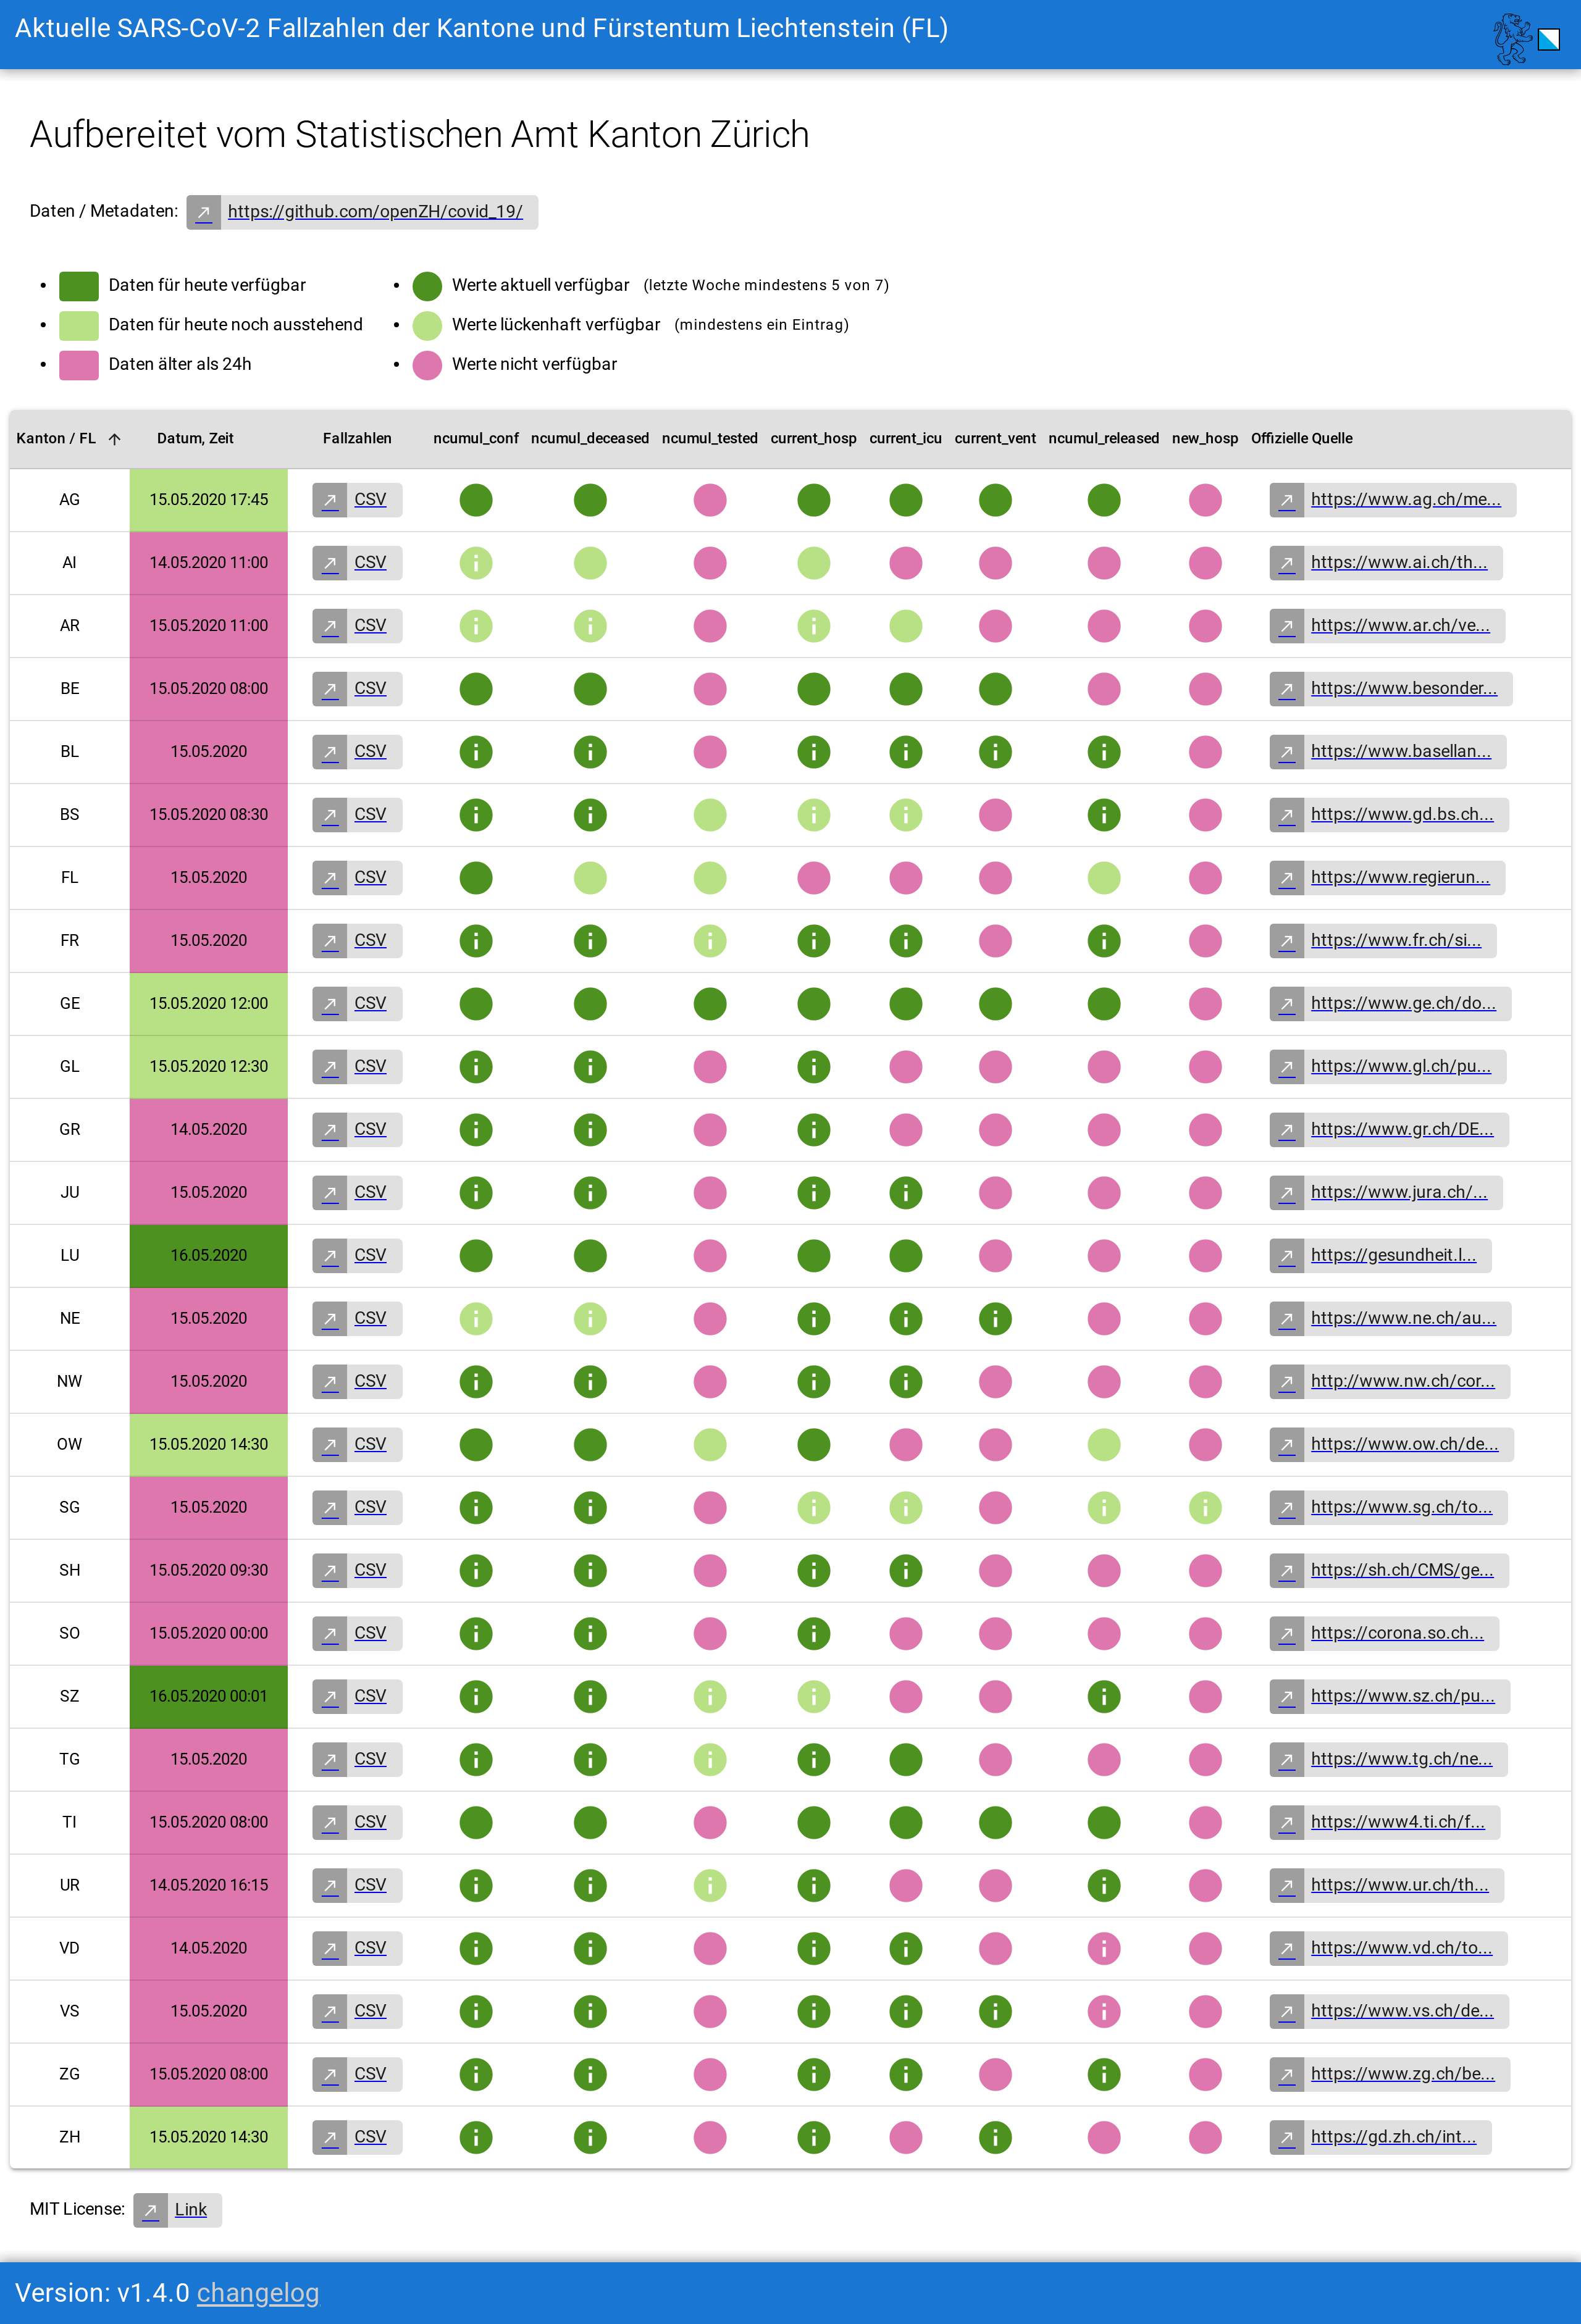 Aktuelle SARS-CoV-2 Fallzahlen der Kantone und Fürstentum Liechtenstein (FL)
Aufbereitet vom Statistischen Amt Kanton Zürich
Daten / Metadaten: https://github.com/openZH/covid_19/
Daten für heute verfügbar
Daten für heute noch ausstehend
Daten älter als 24h
Werte aktuell verfügbar (letzte Woche mindestens 5 von 7)
Werte lückenhaft verfügbar (mindestens ein Eintrag)
Werte nicht verfügbar
Kanton / FL Datum, Zeit Fallzahlen ncumul_conf ncumul_deceased ncumul_tested current_hosp current_icu current_vent ncumul_released new_hosp Offizielle Quelle
AG 15.05.2020 17:45 CSV https://www.ag.ch/me...
AI 14.05.2020 11:00 CSV https://www.ai.ch/th...
AR 15.05.2020 11:00 CSV https://www.ar.ch/ve...
BE 15.05.2020 08:00 CSV https://www.besonder...
BL 15.05.2020 CSV https://www.basellan...
BS 15.05.2020 08:30 CSV https://www.gd.bs.ch...
FL 15.05.2020 CSV https://www.regierun...
FR 15.05.2020 CSV https://www.fr.ch/si...
GE 15.05.2020 12:00 CSV https://www.ge.ch/do...
GL 15.05.2020 12:30 CSV https://www.gl.ch/pu...
GR 14.05.2020 CSV https://www.gr.ch/DE...
JU 15.05.2020 CSV https://www.jura.ch/...
LU 16.05.2020 CSV https://gesundheit.l...
NE 15.05.2020 CSV https://www.ne.ch/au...
NW 15.05.2020 CSV http://www.nw.ch/cor...
OW 15.05.2020 14:30 CSV https://www.ow.ch/de...
SG 15.05.2020 CSV https://www.sg.ch/to...
SH 15.05.2020 09:30 CSV https://sh.ch/CMS/ge...
SO 15.05.2020 00:00 CSV https://corona.so.ch...
SZ 16.05.2020 00:01 CSV https://www.sz.ch/pu...
TG 15.05.2020 CSV https://www.tg.ch/ne...
TI 15.05.2020 08:00 CSV https://www4.ti.ch/f...
UR 14.05.2020 16:15 CSV https://www.ur.ch/th...
VD 14.05.2020 CSV https://www.vd.ch/to...
VS 15.05.2020 CSV https://www.vs.ch/de...
ZG 15.05.2020 08:00 CSV https://www.zg.ch/be...
ZH 15.05.2020 14:30 CSV https://gd.zh.ch/int...
MIT License: Link
Version: v1.4.0 changelog